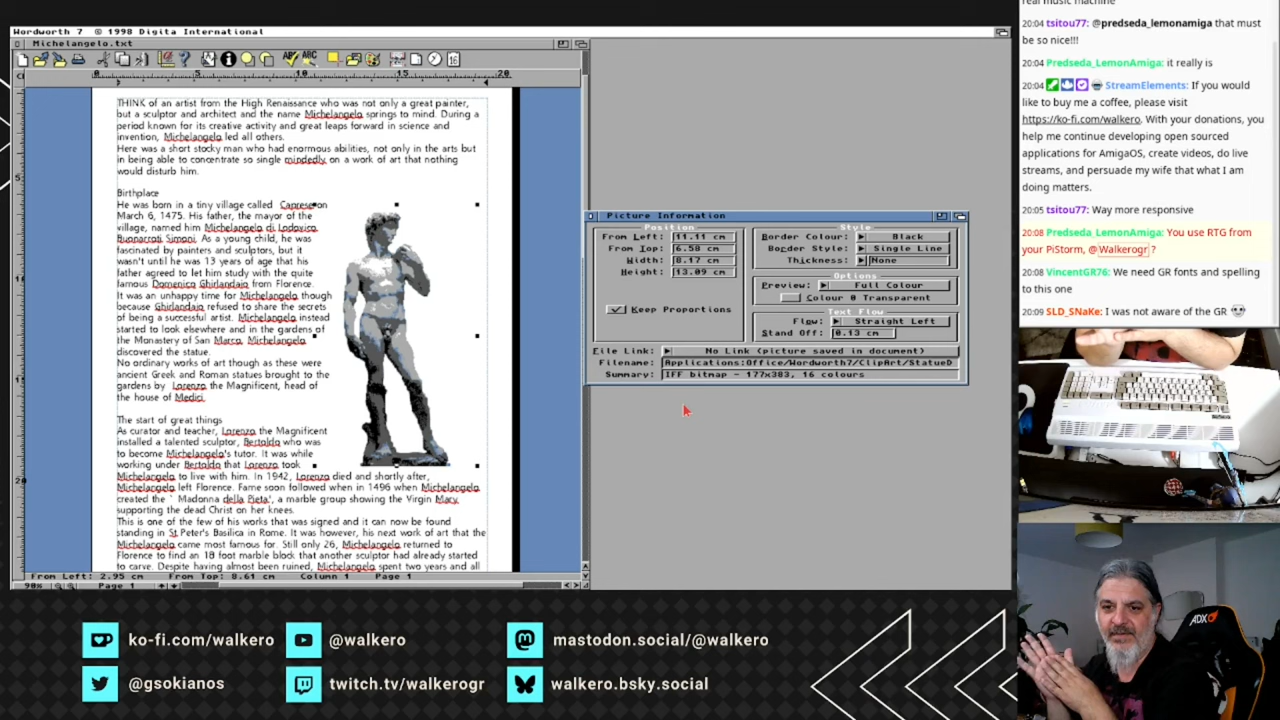 Wordworth 7 © 1998 Digita International
Michelangelo.txt
0 5 10 15 20
THINK of an artist from the High Renaissance who was not only a great painter,
but a sculptor and architect and the name Michelangelo springs to mind. During a
period known for its creative activity and great leaps forward in science and
invention, Michelangelo led all others.
Here was a short stocky man who had enormous abilities, not only in the arts but
in being able to concentrate so single mindedly on a work of art that nothing
would disturb him.
Birthplace
He was born in a tiny village called Caprese on
March 6, 1475. His father, the mayor of the
village, named him Michelangelo di Lodovico
Buonarroti Simoni. As a young child, he was
fascinated by painters and sculptors, but it
wasn't until he was 13 years of age that his
father agreed to let him study with the quite
famous Domenico Ghirlandaio from Florence.
It was an unhappy time for Michelangelo though
because Ghirlandaio refused to share the secrets
of being a successful artist. Michelangelo instead
started to look elsewhere and in the gardens of
the Monastery of San Marco, Michelangelo
discovered the statue.
No ordinary works of art though as these were
ancient Greek and Roman statues brought to the
gardens by Lorenzo the Magnificent, head of
the house of Medici
The start of great things
As curator and teacher, Lorenzo the Magnificent
installed a talented sculptor, Bertoldo who was
to become Michelangelo's tutor. It was while
working under Bertoldo that Lorenzo took
Michelangelo to live with him. In 1942, Lorenzo died and shortly after,
Michelangelo left Florence. Fame soon followed when in 1496 when Michelangelo
created the ` Madonna della Pieta', a marble group showing the Virgin Mary
supporting the dead Christ on her knees.
This is one of the few of his works that was signed and it can now be found
standing in St.Peter's Basilica in Rome. It was however, his next work of art that the
Michelangelo came most famous for. Still only 26, Michelangelo returned to
Florence to find an 18 foot marble block that another sculptor had already started
to carve. Despite having almost been ruined, Michelangelo spent two years and all
From Left: 2.95 cm From Top: 8.61 cm Column 1 Page 1
90% Page 1
Picture Information
Position
From Left: 11.11 cm
From Top: 6.58 cm
Width: 8.17 cm
Height: 13.09 cm
Keep Proportions
Style
Border Colour: Black
Border Style: Single Line
Thickness: None
Options
Preview: Full Colour
Colour 0 Transparent
Text Flow
Flow: Straight Left
Stand Off: 0.13 cm
File Link: No Link (picture saved in document)
Filename: Applications:Office/Wordworth7/ClipArt/StatueD
Summary: IFF bitmap - 177x383, 16 colours
real music machine
20:04 tsitou77: @predseda_lemonamiga that must
be so nice!!!
20:04 Predseda_LemonAmiga: it really is
20:04 StreamElements: If you would
like to buy me a coffee, please visit
https://ko-fi.com/walkero. With your donations, you
help me continue developing open sourced
applications for AmigaOS, create videos, do live
streams, and persuade my wife that what I am
doing matters.
20:05 tsitou77: Way more responsive
20:08 Predseda_LemonAmiga: You use RTG from
your PiStorm, @Walkerogr ?
20:08 VincentGR76: We need GR fonts and spelling
to this one
20:09 SLD_SNaKe: I was not aware of the GR
ADX
ko-fi.com/walkero
@walkero
mastodon.social/@walkero
@gsokianos
twitch.tv/walkerogr
walkero.bsky.social